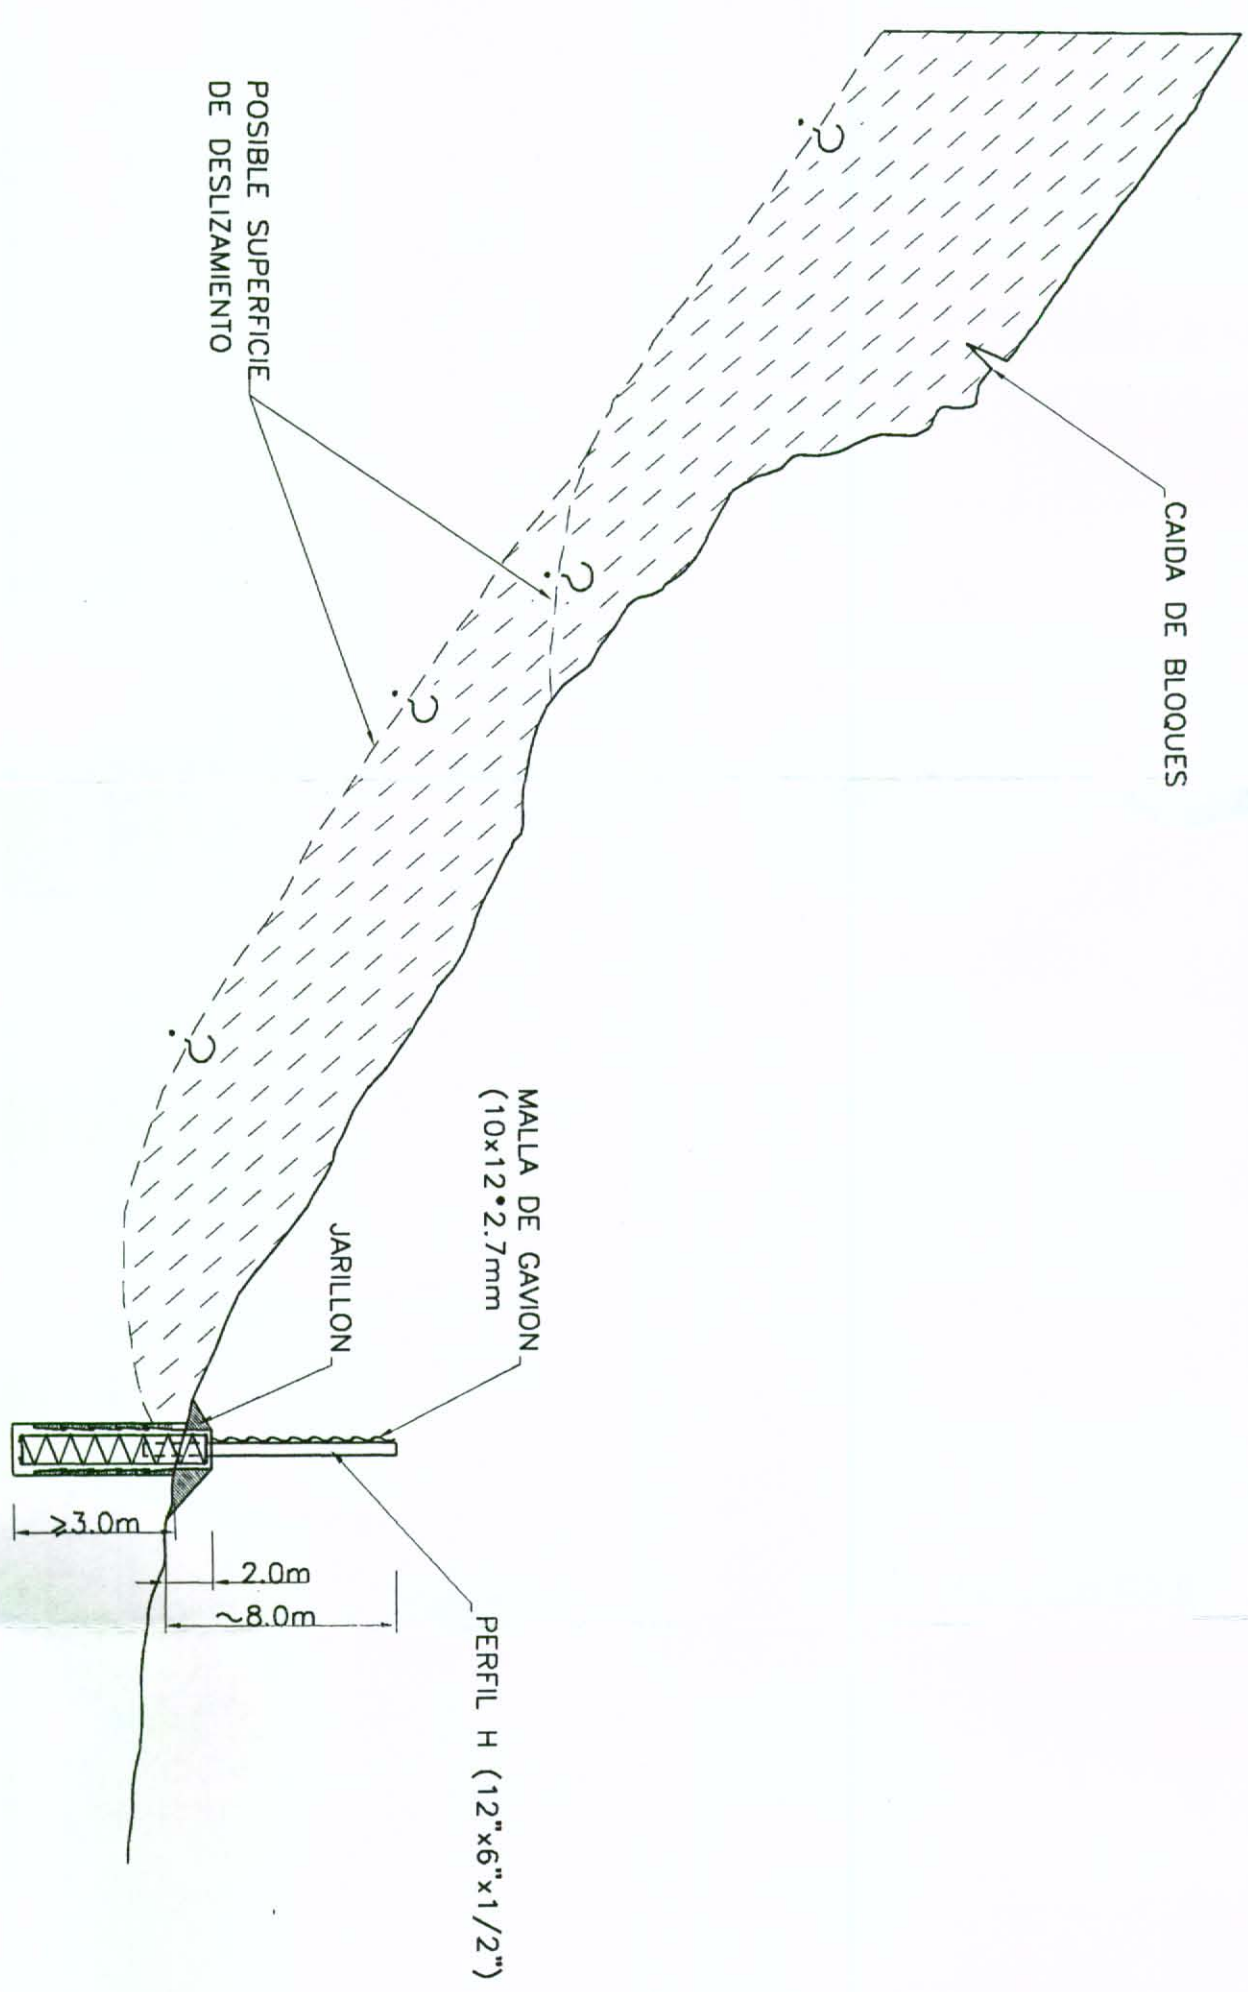 CAIDA DE BLOQUES
POSIBLE SUPERFICIE
DE DESLIZAMIENTO
?
?
?
?
MALLA DE GAVION
(10x12*2.7mm
JARILLON
PERFIL H (12"x6"x1/2")
≥3.0m
2.0m
~8.0m